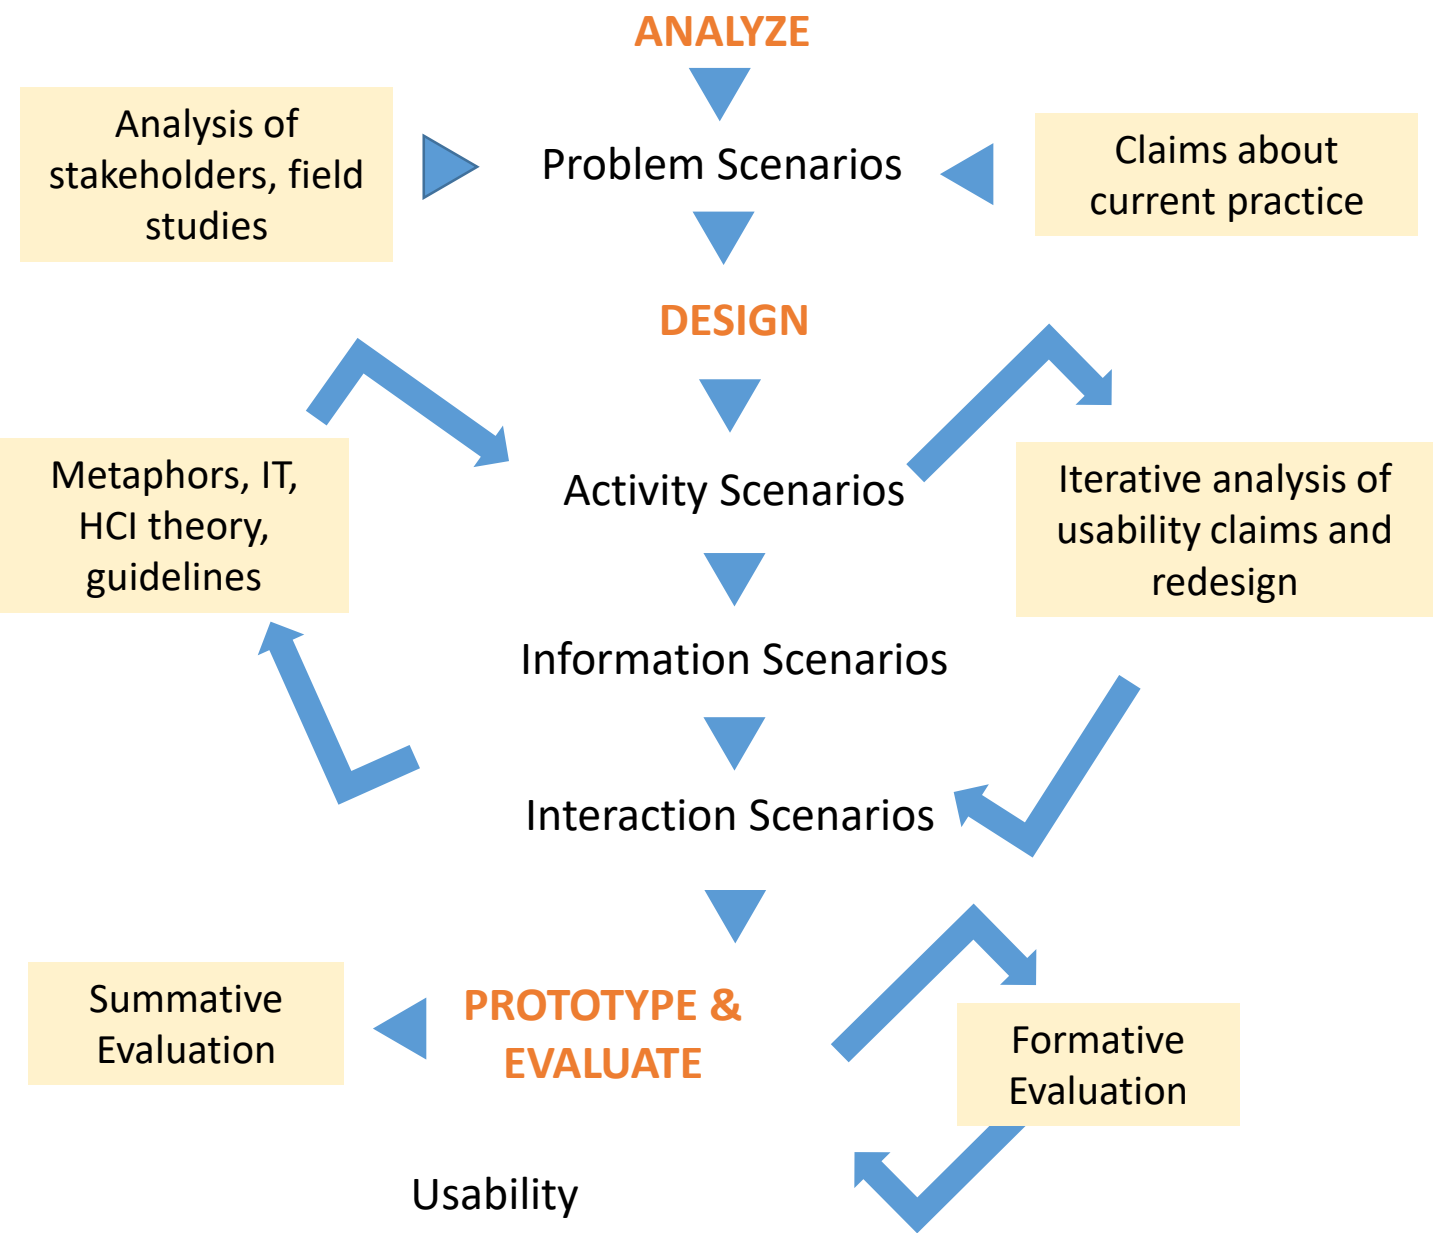 ANALYZE
Analysis of
stakeholders, field
studies
Problem Scenarios
Claims about
current practice
DESIGN
Metaphors, IT,
HCI theory,
guidelines
Activity Scenarios
Iterative analysis of
usability claims and
redesign
Information Scenarios
Interaction Scenarios
Summative
Evaluation
PROTOTYPE &
EVALUATE
Formative
Evaluation
Usability